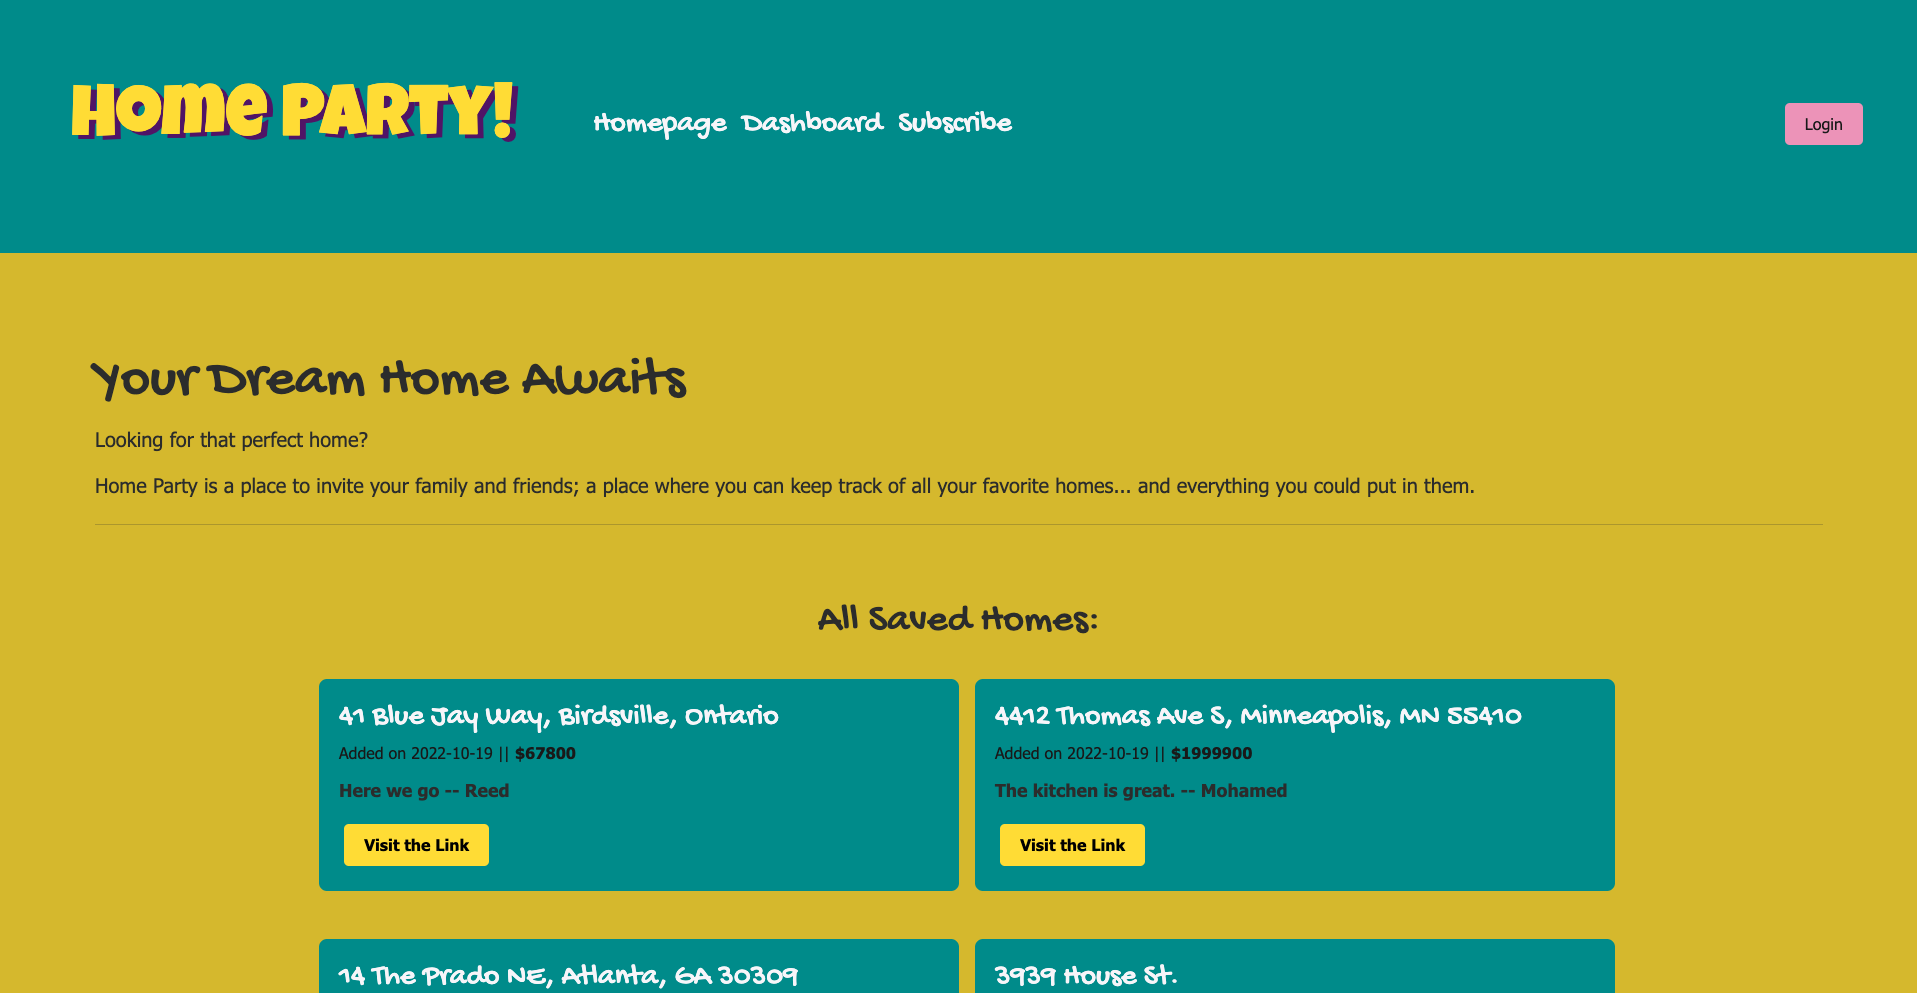 Home Party!
Homepage Dashboard Subscribe
Login
Your Dream Home Awaits
Looking for that perfect home?
Home Party is a place to invite your family and friends; a place where you can keep track of all your favorite homes... and everything you could put in them.
All Saved Homes:
41 Blue Jay Way, Birdsville, Ontario
Added on 2022-10-19 || $67800
Here we go -- Reed
Visit the Link
4412 Thomas Ave S, Minneapolis, MN 55410
Added on 2022-10-19 || $1999900
The kitchen is great. -- Mohamed
Visit the Link
14 The Prado NE, Atlanta, GA 30309
3939 House St.